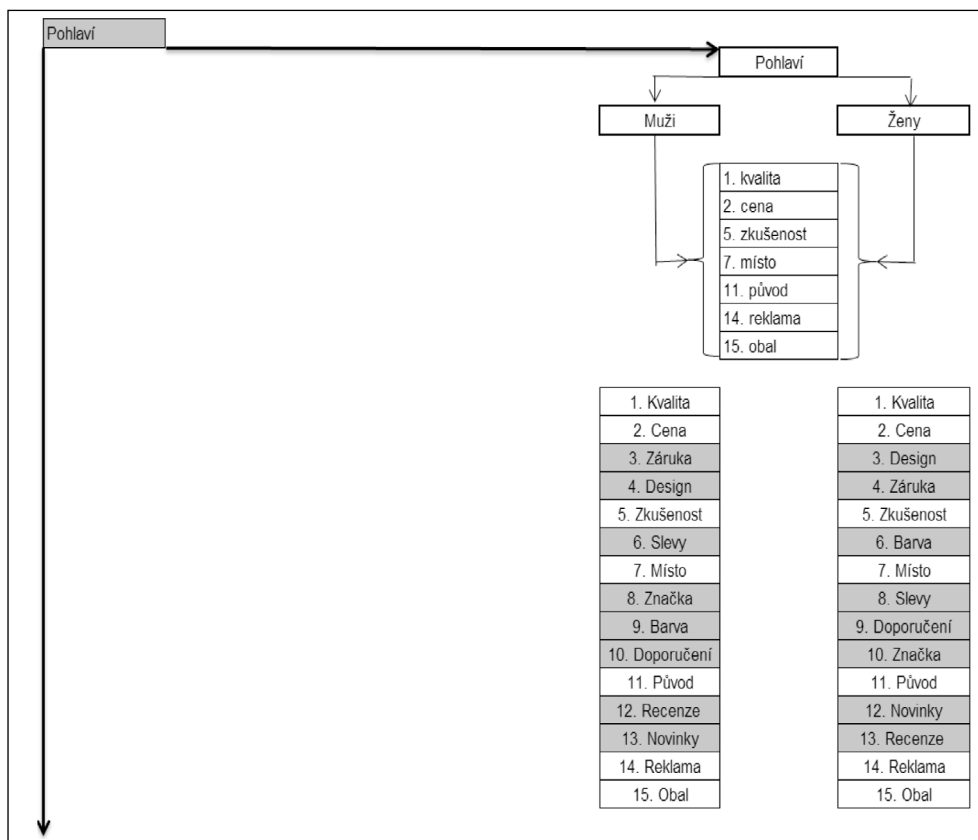 Pohlaví
Pohlaví
Muži
Ženy
1. kvalita
2. cena
5. zkušenost
7. místo
11. původ
14. reklama
15. obal
1. Kvalita
2. Cena
3. Záruka
4. Design
5. Zkušenost
6. Slevy
7. Místo
8. Značka
9. Barva
10. Doporučení
11. Původ
12. Recenze
13. Novinky
14. Reklama
15. Obal
1. Kvalita
2. Cena
3. Design
4. Záruka
5. Zkušenost
6. Barva
7. Místo
8. Slevy
9. Doporučení
10. Značka
11. Původ
12. Novinky
13. Recenze
14. Reklama
15. Obal